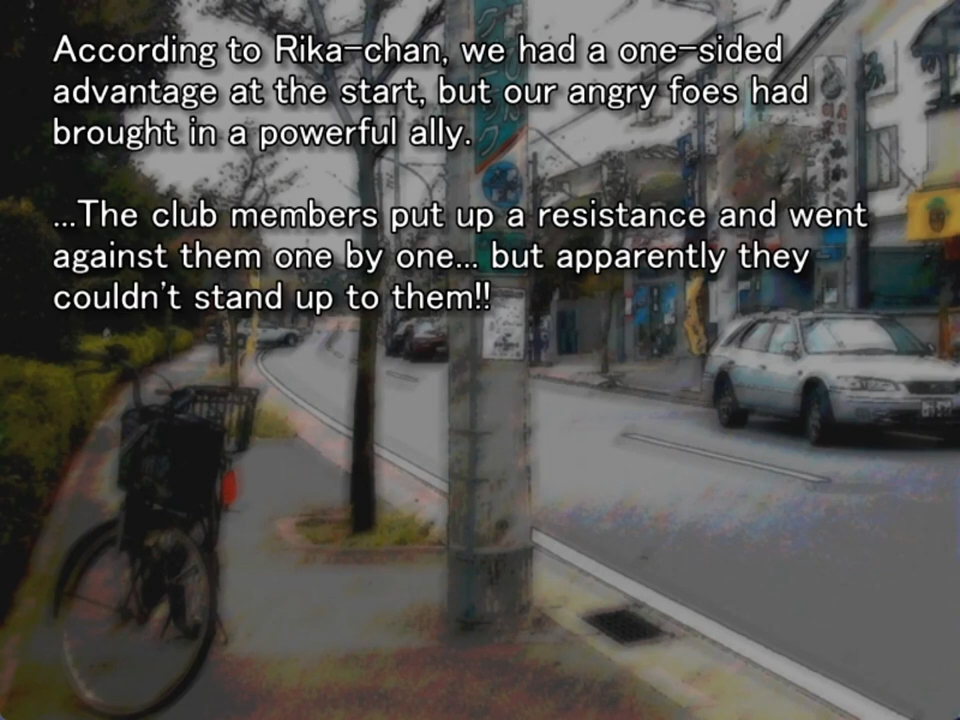 According to Rika-chan, we had a one-sided
advantage at the start, but our angry foes had
brought in a powerful ally.
...The club members put up a resistance and went
against them one by one... but apparently they
couldn't stand up to them!!